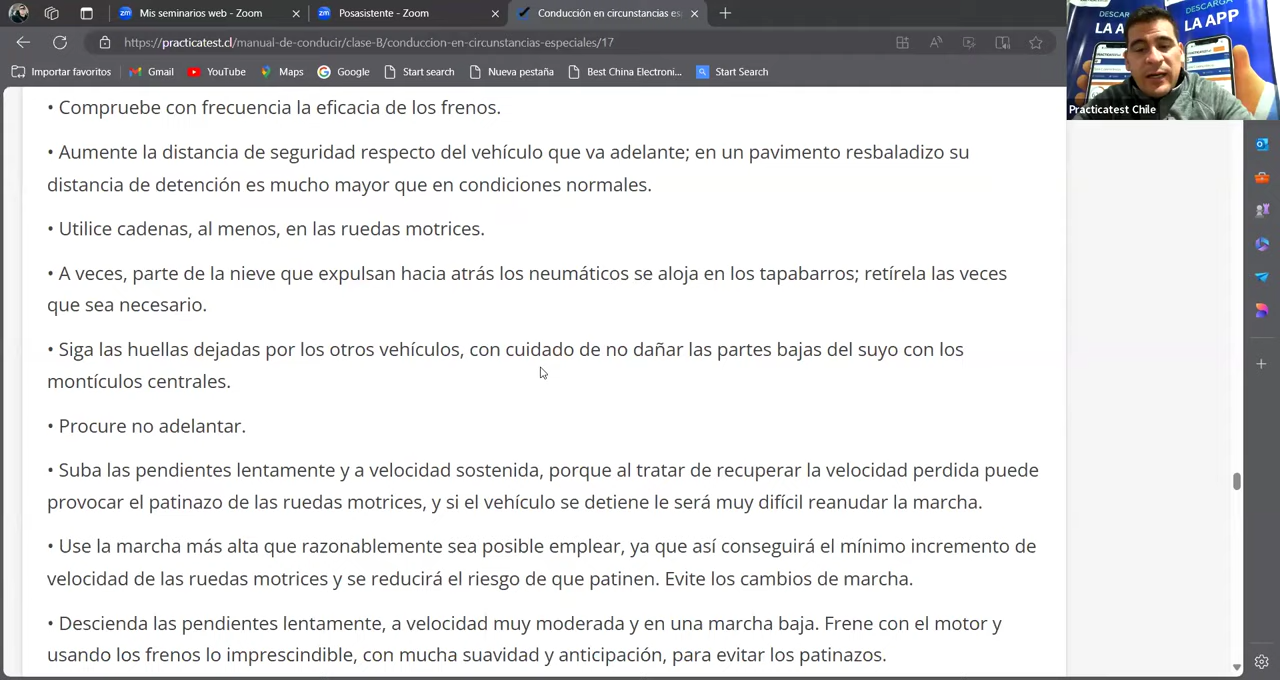 Mis seminarios web - Zoom
Posasistente - Zoom
Conducción en circunstancias es
https://practicatest.cl/manual-de-conducir/clase-B/conduccion-en-circunstancias-especiales/17
Importar favoritos
Gmail
YouTube
Maps
Google
Start search
Nueva pestaña
Best China Electroni...
Start Search
DESCAR
LA APP
DESCARGA
LA APP
Practicatest Chile
• Compruebe con frecuencia la eficacia de los frenos.
• Aumente la distancia de seguridad respecto del vehículo que va adelante; en un pavimento resbaladizo su
distancia de detención es mucho mayor que en condiciones normales.
• Utilice cadenas, al menos, en las ruedas motrices.
• A veces, parte de la nieve que expulsan hacia atrás los neumáticos se aloja en los tapabarros; retírela las veces
que sea necesario.
• Siga las huellas dejadas por los otros vehículos, con cuidado de no dañar las partes bajas del suyo con los
montículos centrales.
• Procure no adelantar.
• Suba las pendientes lentamente y a velocidad sostenida, porque al tratar de recuperar la velocidad perdida puede
provocar el patinazo de las ruedas motrices, y si el vehículo se detiene le será muy difícil reanudar la marcha.
• Use la marcha más alta que razonablemente sea posible emplear, ya que así conseguirá el mínimo incremento de
velocidad de las ruedas motrices y se reducirá el riesgo de que patinen. Evite los cambios de marcha.
• Descienda las pendientes lentamente, a velocidad muy moderada y en una marcha baja. Frene con el motor y
usando los frenos lo imprescindible, con mucha suavidad y anticipación, para evitar los patinazos.